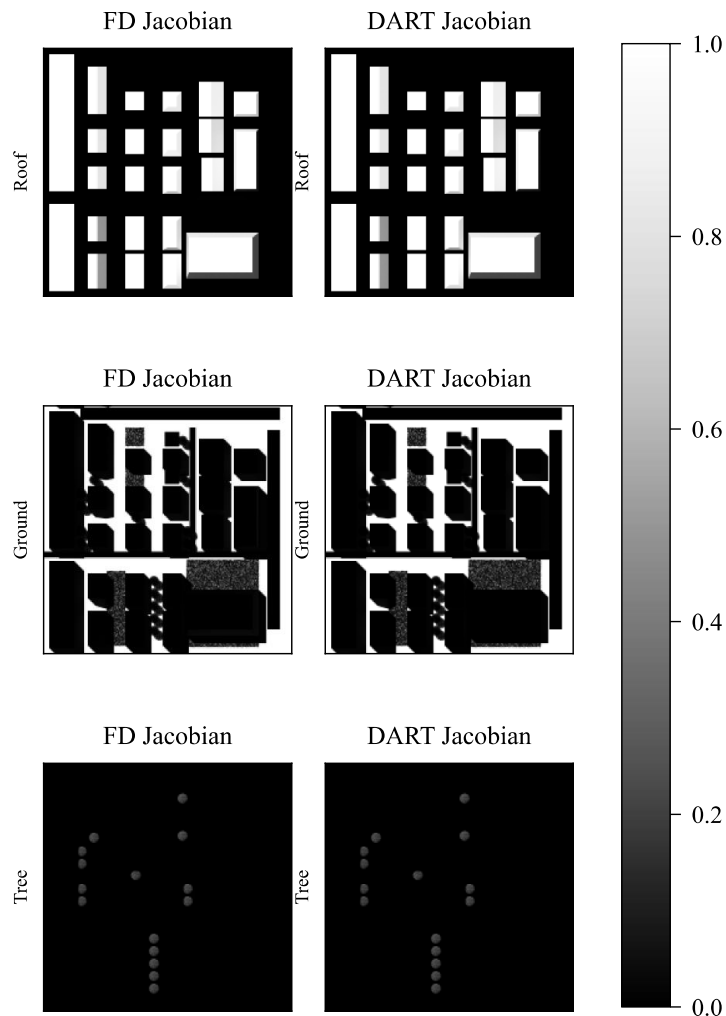 FD Jacobian DART Jacobian
Roof
Roof
FD Jacobian DART Jacobian
Ground
Ground
FD Jacobian DART Jacobian
Tree
Tree
1.0
0.8
0.6
0.4
0.2
0.0